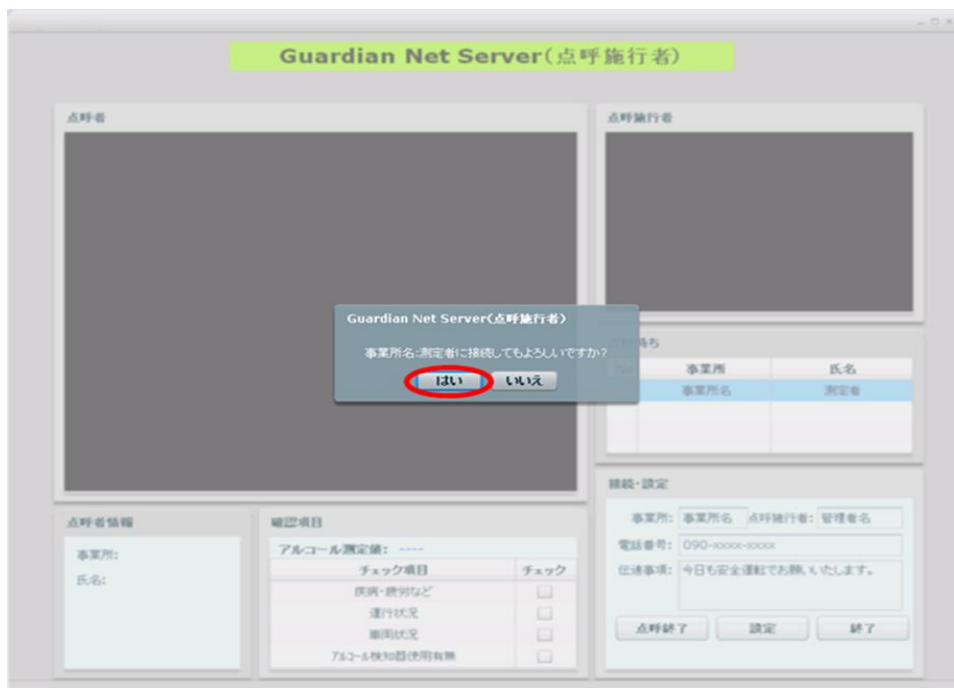 Guardian Net Server(点呼施行者)
点呼者
点呼施行者
Guardian Net Server(点呼施行者)
事業所名:測定者に接続してもよろしいですか?
はい
いいえ
No
事業所
氏名
事業所名
測定者
接続・設定
事業所:
事業所名
点呼施行者:
管理者名
電話番号:
090-xxxx-xxxx
伝達事項:
今日も安全運転でお願いいたします。
点呼終了
設定
終了
点呼者情報
事業所:
氏名:
確認項目
アルコール測定値: ----
チェック項目
チェック
疾病・疲労など
運行状況
車両状況
アルコール検知器使用有無